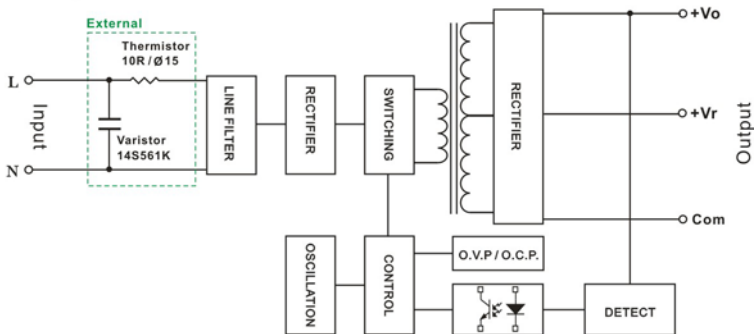 External
Thermistor
10R/Ø15
L
Input
Varistor
14S561K
N
LINE FILTER
RECTIFIER
SWITCHING
RECTIFIER
+Vo
+Vr
Output
Com
OSCILLATION
CONTROL
O.V.P/O.C.P.
DETECT